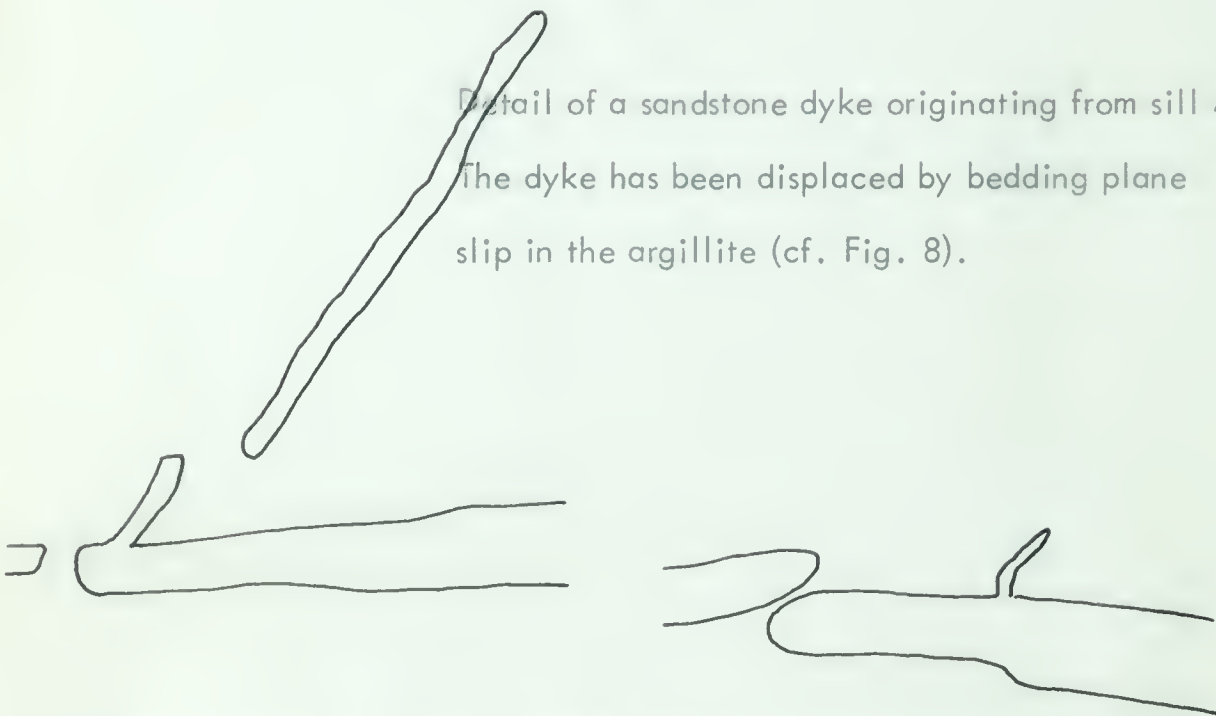 Detail of a sandstone dyke originating from sill
The dyke has been displaced by bedding plane
slip in the argillite (cf. Fig. 8).